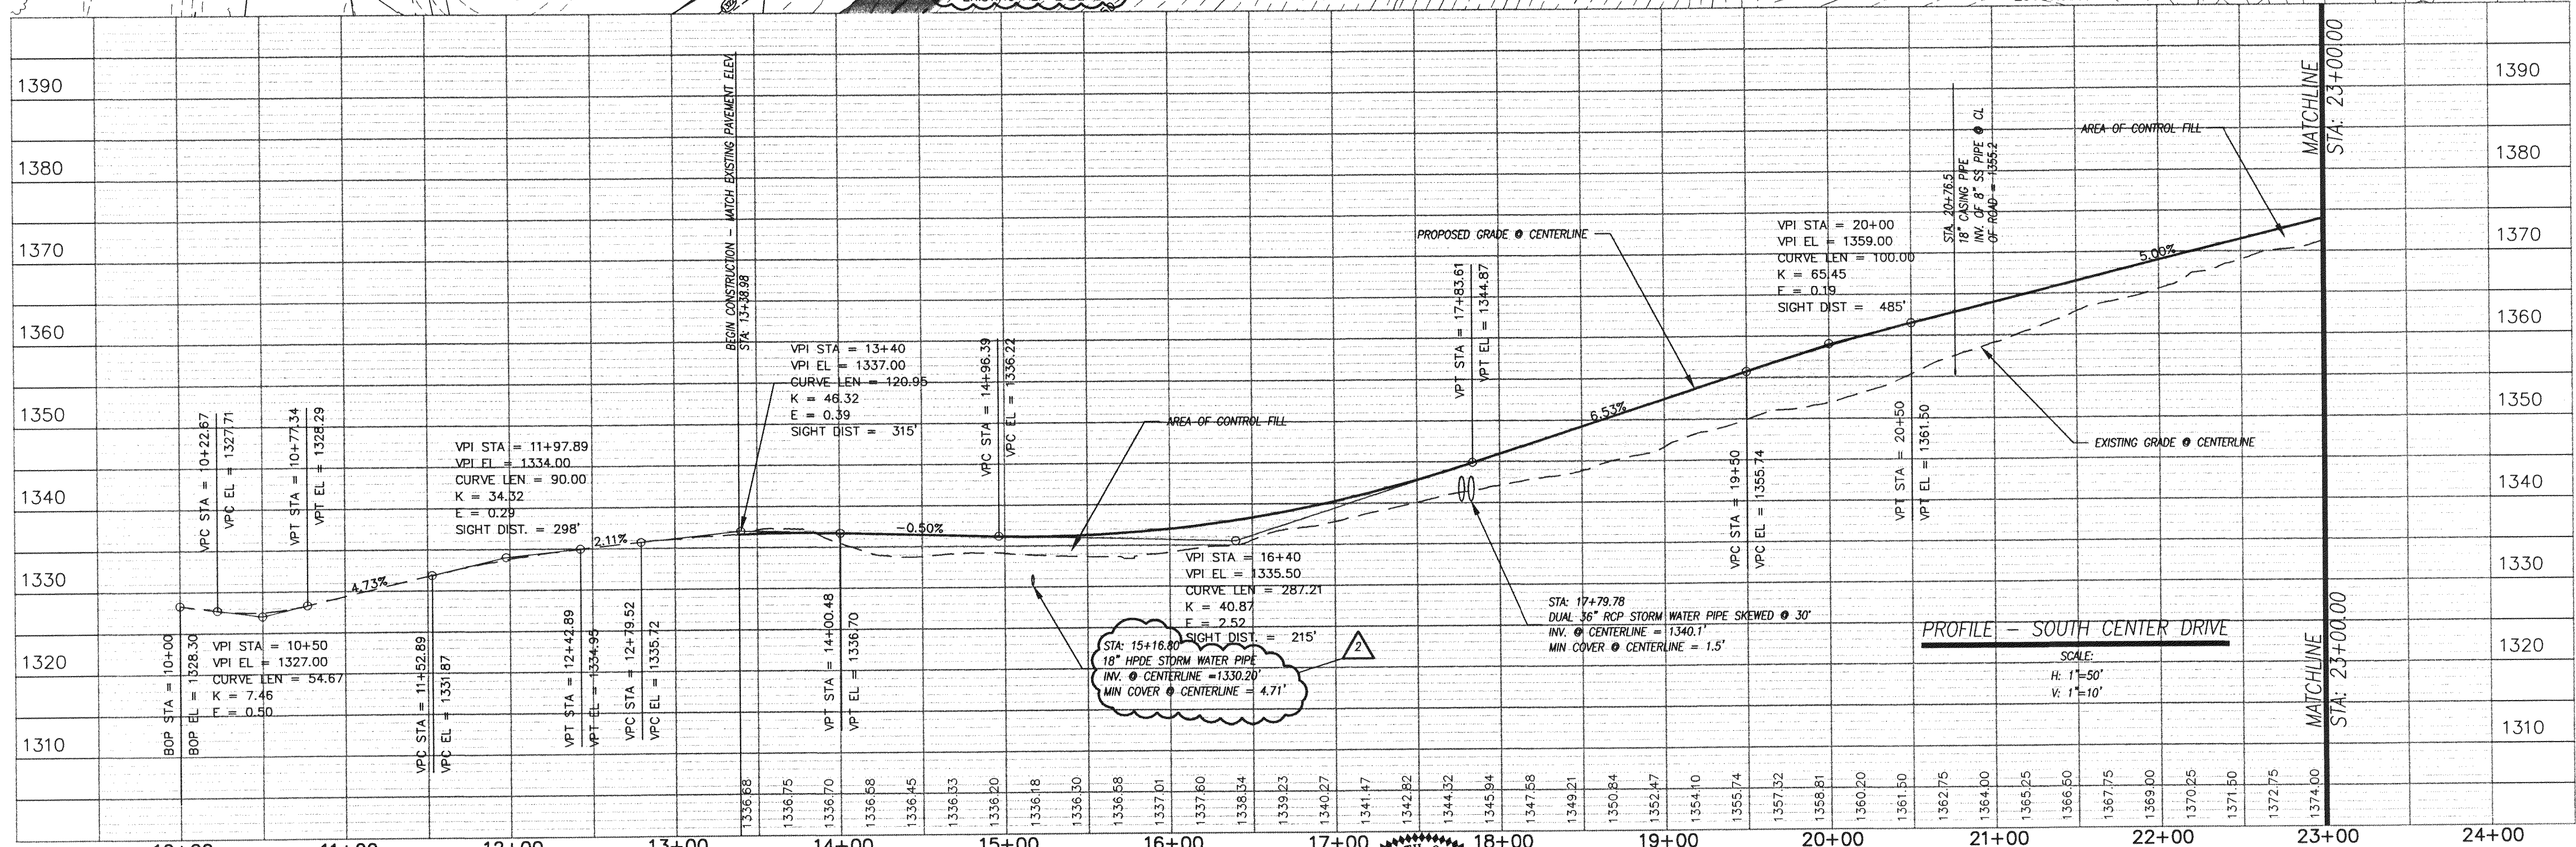 1390
1380
1370
1360
1350
1340
1330
1320
1310
BOP STA = 10+00
BOP EL = 1328.30
VPC STA = 10+22.67
VPC EL = 1327.71
VPI STA = 10+50
VPI EL = 1327.00
CURVE LEN = 54.67
K = 7.46
E = 0.50
VPT STA = 10+77.34
VPT EL = 1328.29
4.73%
VPC STA = 11+52.89
VPC EL = 1331.87
VPI STA = 11+97.89
VPI EL = 1334.00
CURVE LEN = 90.00
K = 34.32
E = 0.29
SIGHT DIST. = 298'
VPT STA = 12+42.89
VPT EL = 1334.95
2.11%
VPC STA = 12+79.52
VPC EL = 1335.72
BEGIN CONSTRUCTION - MATCH EXISTING PAVEMENT ELEV.
STA: 13+38.98
VPI STA = 13+40
VPI EL = 1337.00
CURVE LEN = 120.95
K = 46.32
E = 0.39
SIGHT DIST = 315'
VPT STA = 14+00.48
VPT EL = 1336.70
-0.50%
VPC STA = 14+96.39
VPC EL = 1336.22
AREA OF CONTROL FILL
STA: 15+16.80
18" HPDE STORM WATER PIPE
INV. @ CENTERLINE =1330.20'
MIN COVER @ CENTERLINE = 4.71'
2
VPI STA = 16+40
VPI EL = 1335.50
CURVE LEN = 287.21
K = 40.87
E = 2.52
SIGHT DIST. = 215'
VPT STA = 17+83.61
VPT EL = 1344.87
PROPOSED GRADE @ CENTERLINE
STA: 17+79.78
DUAL 36" RCP STORM WATER PIPE SKEWED @ 30°
INV. @ CENTERLINE = 1340.1'
MIN COVER @ CENTERLINE = 1.5'
6.53%
VPC STA = 19+50
VPC EL = 1355.74
VPI STA = 20+00
VPI EL = 1359.00
CURVE LEN = 100.00
K = 65.45
E = 0.19
SIGHT DIST = 485'
VPT STA = 20+50
VPT EL = 1361.50
STA. 20+76.5
18" CASING PIPE
INV. OF 8" SS PIPE @ CL
OF ROAD = 1355.2
EXISTING GRADE @ CENTERLINE
5.00%
AREA OF CONTROL FILL
MATCHLINE
STA: 23+00.00
MATCHLINE
STA: 23+00.00
PROFILE - SOUTH CENTER DRIVE
SCALE:
H: 1"=50'
V: 1"=10'
1390
1380
1370
1360
1350
1340
1330
1320
1310
1336.68 1336.75 1336.70 1336.58 1336.45 1336.33 1336.20 1336.18 1336.30 1336.58 1337.01 1337.60 1338.34 1339.23 1340.27 1341.47 1342.82 1344.32 1345.94 1347.58 1349.21 1350.84 1352.47 1354.10 1355.74 1357.32 1358.81 1360.20 1361.50 1362.75 1364.00 1365.25 1366.50 1367.75 1369.00 1370.25 1371.50 1372.75 1374.00
10+00 11+00 12+00 13+00 14+00 15+00 16+00 17+00 18+00 19+00 20+00 21+00 22+00 23+00 24+00